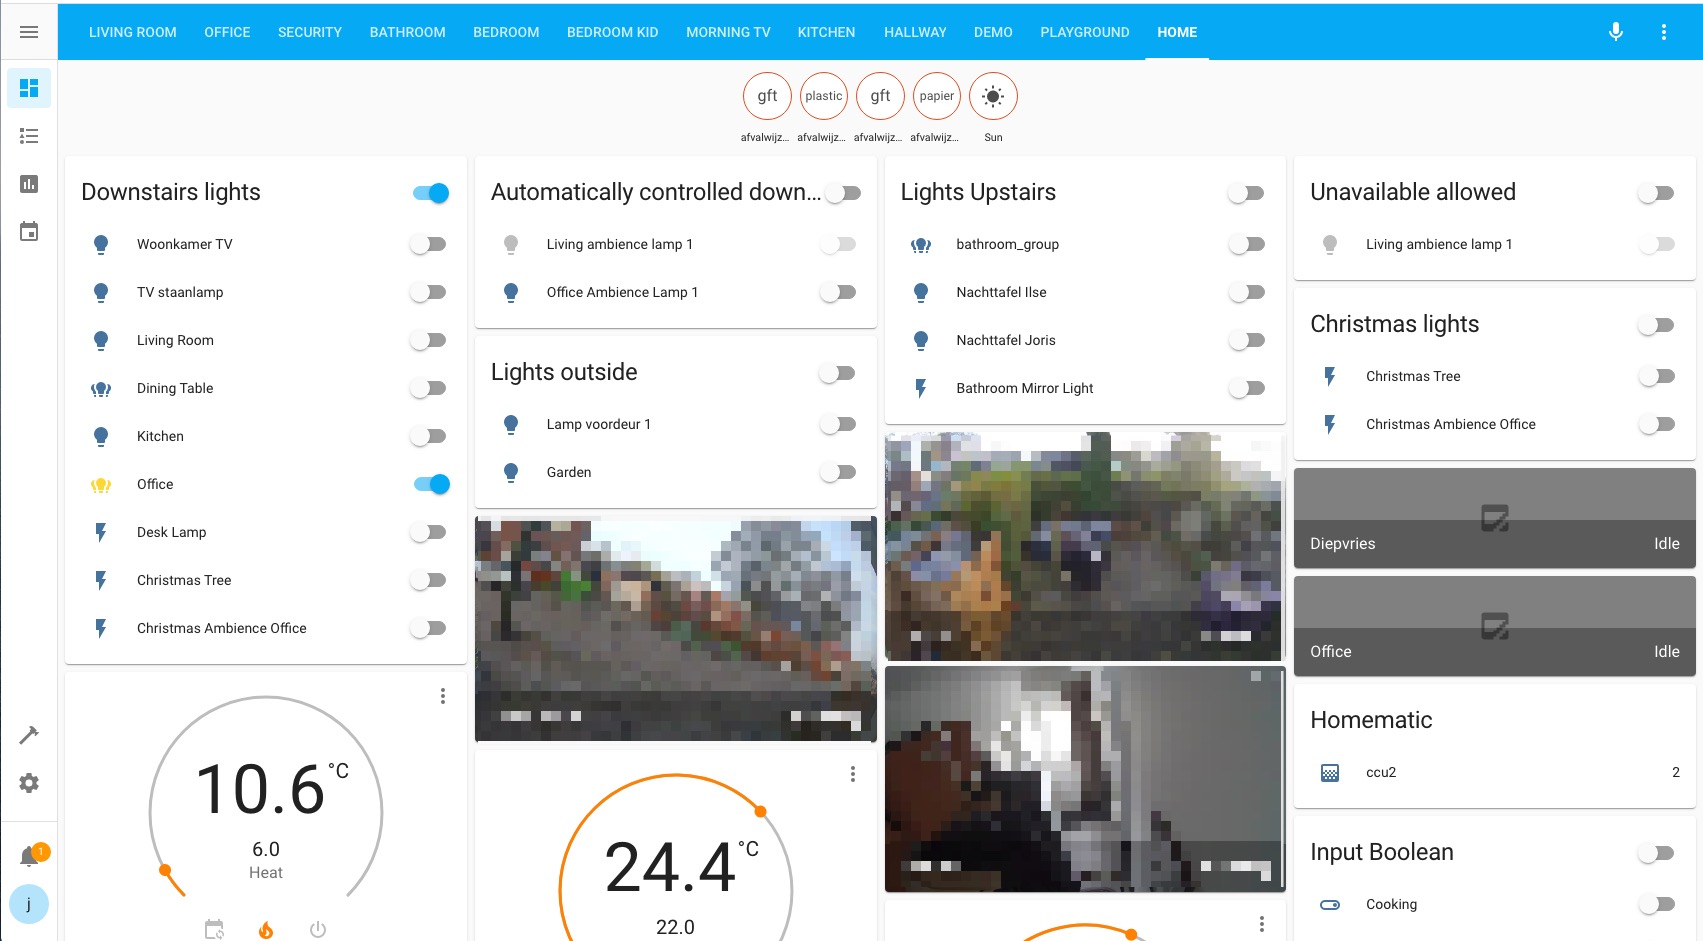 LIVING ROOM OFFICE SECURITY BATHROOM BEDROOM BEDROOM KID MORNING TV KITCHEN HALLWAY DEMO PLAYGROUND HOME
gft plastic gft papier
afvalwijz... afvalwijz... afvalwijz... afvalwijz... Sun
Downstairs lights
Woonkamer TV
TV staanlamp
Living Room
Dining Table
Kitchen
Office
Desk Lamp
Christmas Tree
Christmas Ambience Office
10.6 °C
6.0
Heat
Automatically controlled down...
Living ambience lamp 1
Office Ambience Lamp 1
Lights outside
Lamp voordeur 1
Garden
24.4 °C
22.0
Lights Upstairs
bathroom_group
Nachttafel Ilse
Nachttafel Joris
Bathroom Mirror Light
Unavailable allowed
Living ambience lamp 1
Christmas lights
Christmas Tree
Christmas Ambience Office
Diepvries Idle
Office Idle
Homematic
ccu2 2
Input Boolean
Cooking
1
j